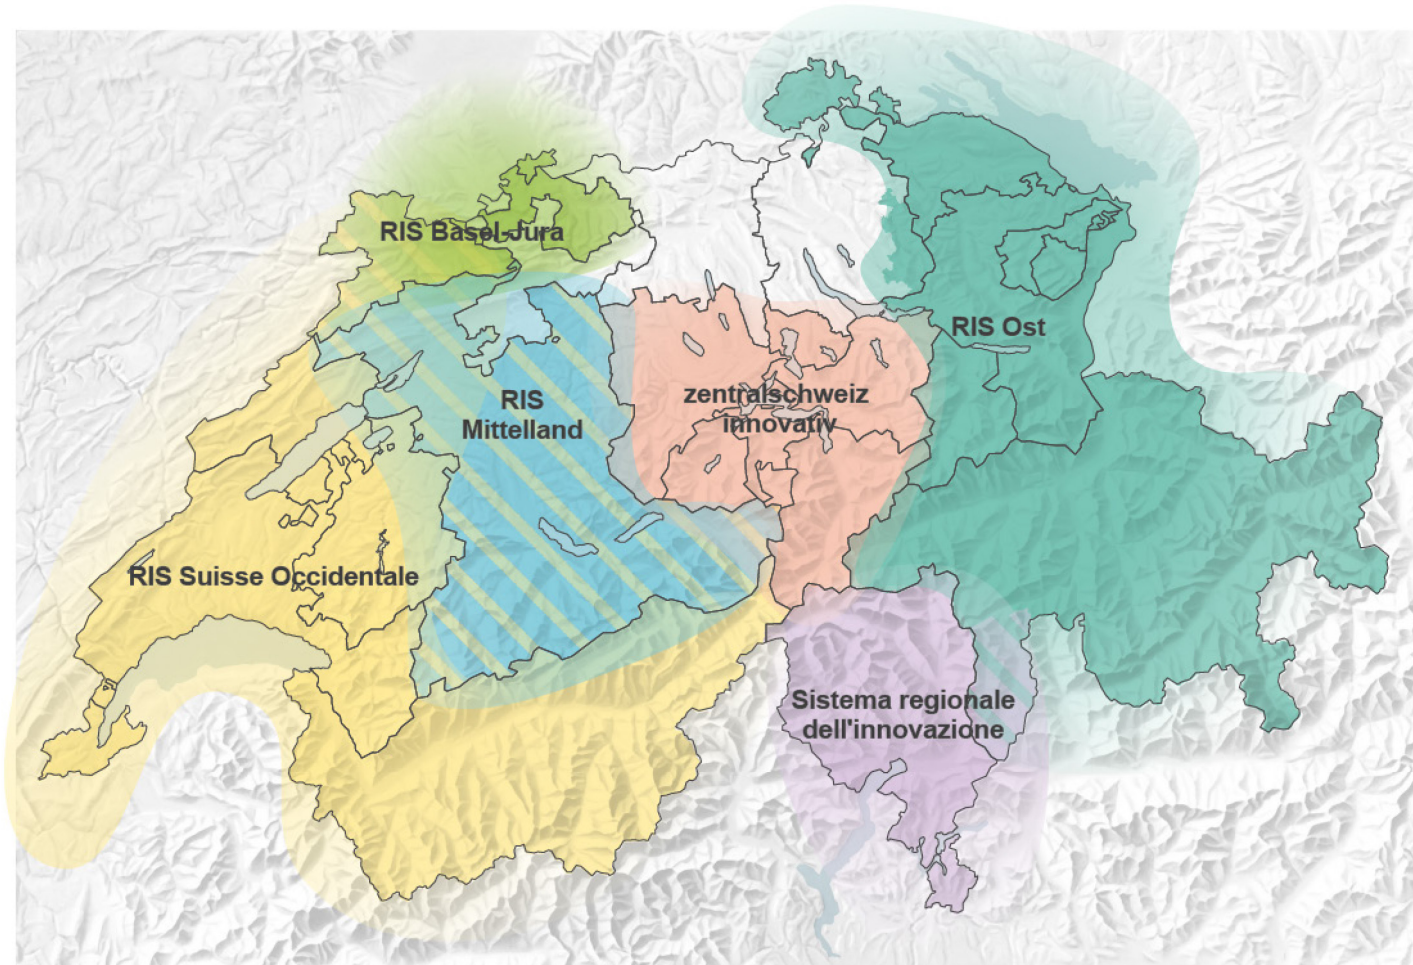 RIS Basel-Jura
RIS Ost
RIS
Mittelland
zentralschweiz
innovativ
RIS Suisse Occidentale
Sistema regionale
dell'innovazione